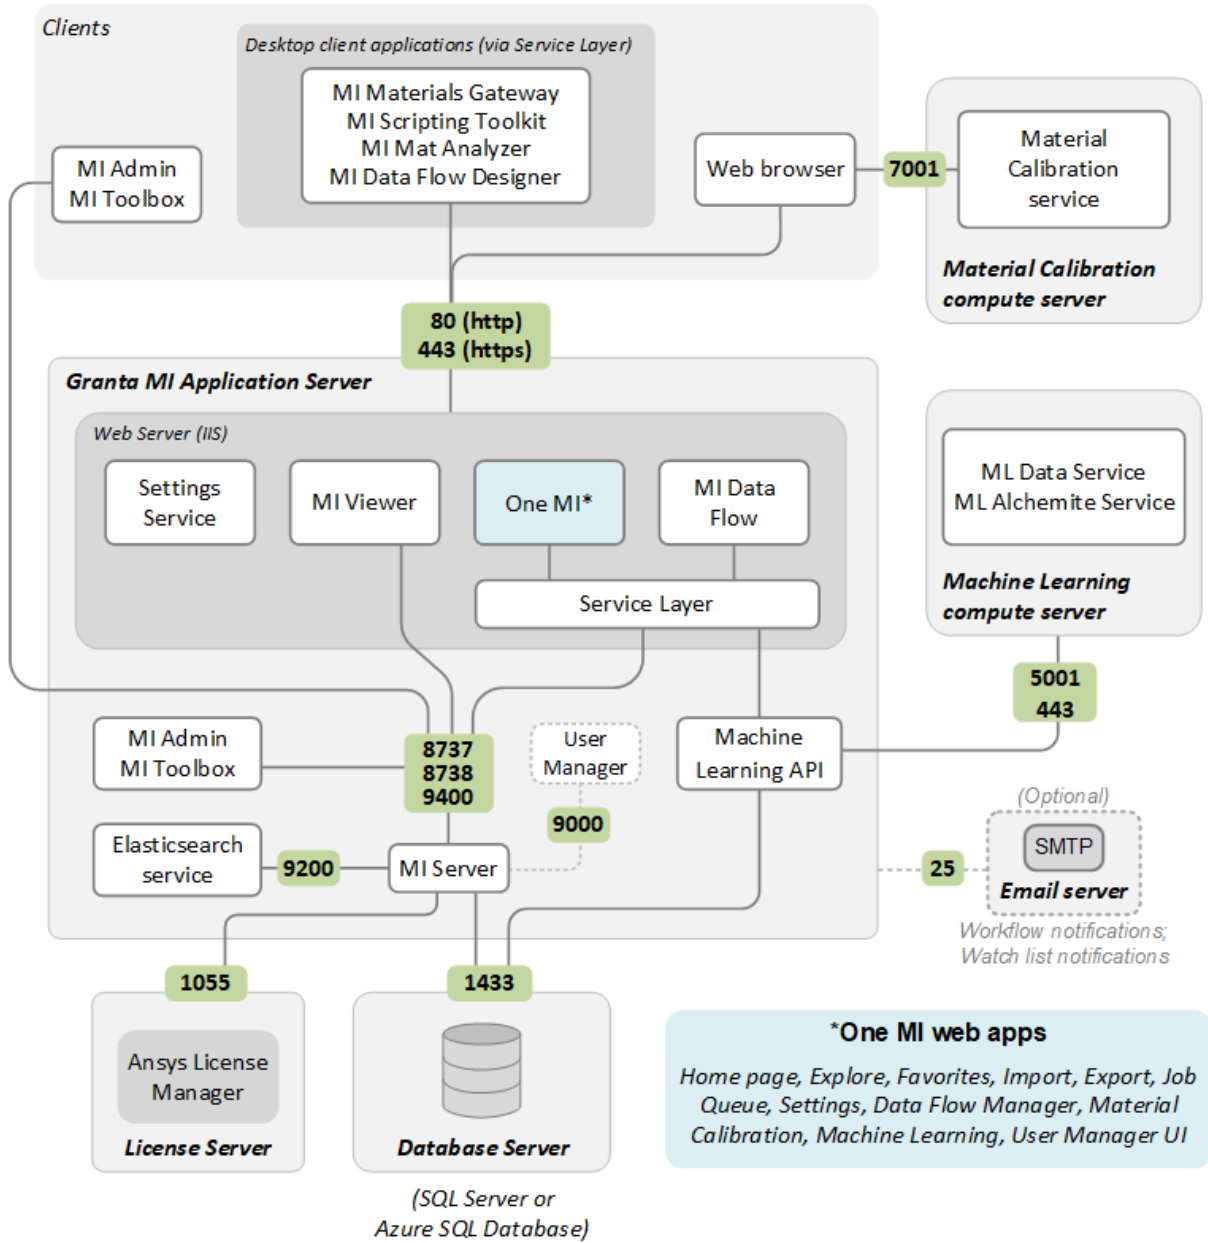 Clients
Desktop client applications (via Service Layer)
MI Materials Gateway
MI Scripting Toolkit
MI Mat Analyzer
MI Data Flow Designer
MI Admin
MI Toolbox
Web browser
7001
Material
Calibration
service
Material Calibration
compute server
80 (http)
443 (https)
Granta MI Application Server
Web Server (IIS)
Settings
Service
MI Viewer
One MI*
MI Data
Flow
Service Layer
ML Data Service
ML Alchemite Service
Machine Learning
compute server
5001
443
MI Admin
MI Toolbox
8737
8738
9400
User
Manager
Machine
Learning API
9000
Elasticsearch
service
9200
MI Server
25
(Optional)
SMTP
Email server
Workflow notifications;
Watch list notifications
1055
1433
Ansys License
Manager
License Server
Database Server
(SQL Server or
Azure SQL Database)
*One MI web apps
Home page, Explore, Favorites, Import, Export, Job
Queue, Settings, Data Flow Manager, Material
Calibration, Machine Learning, User Manager UI